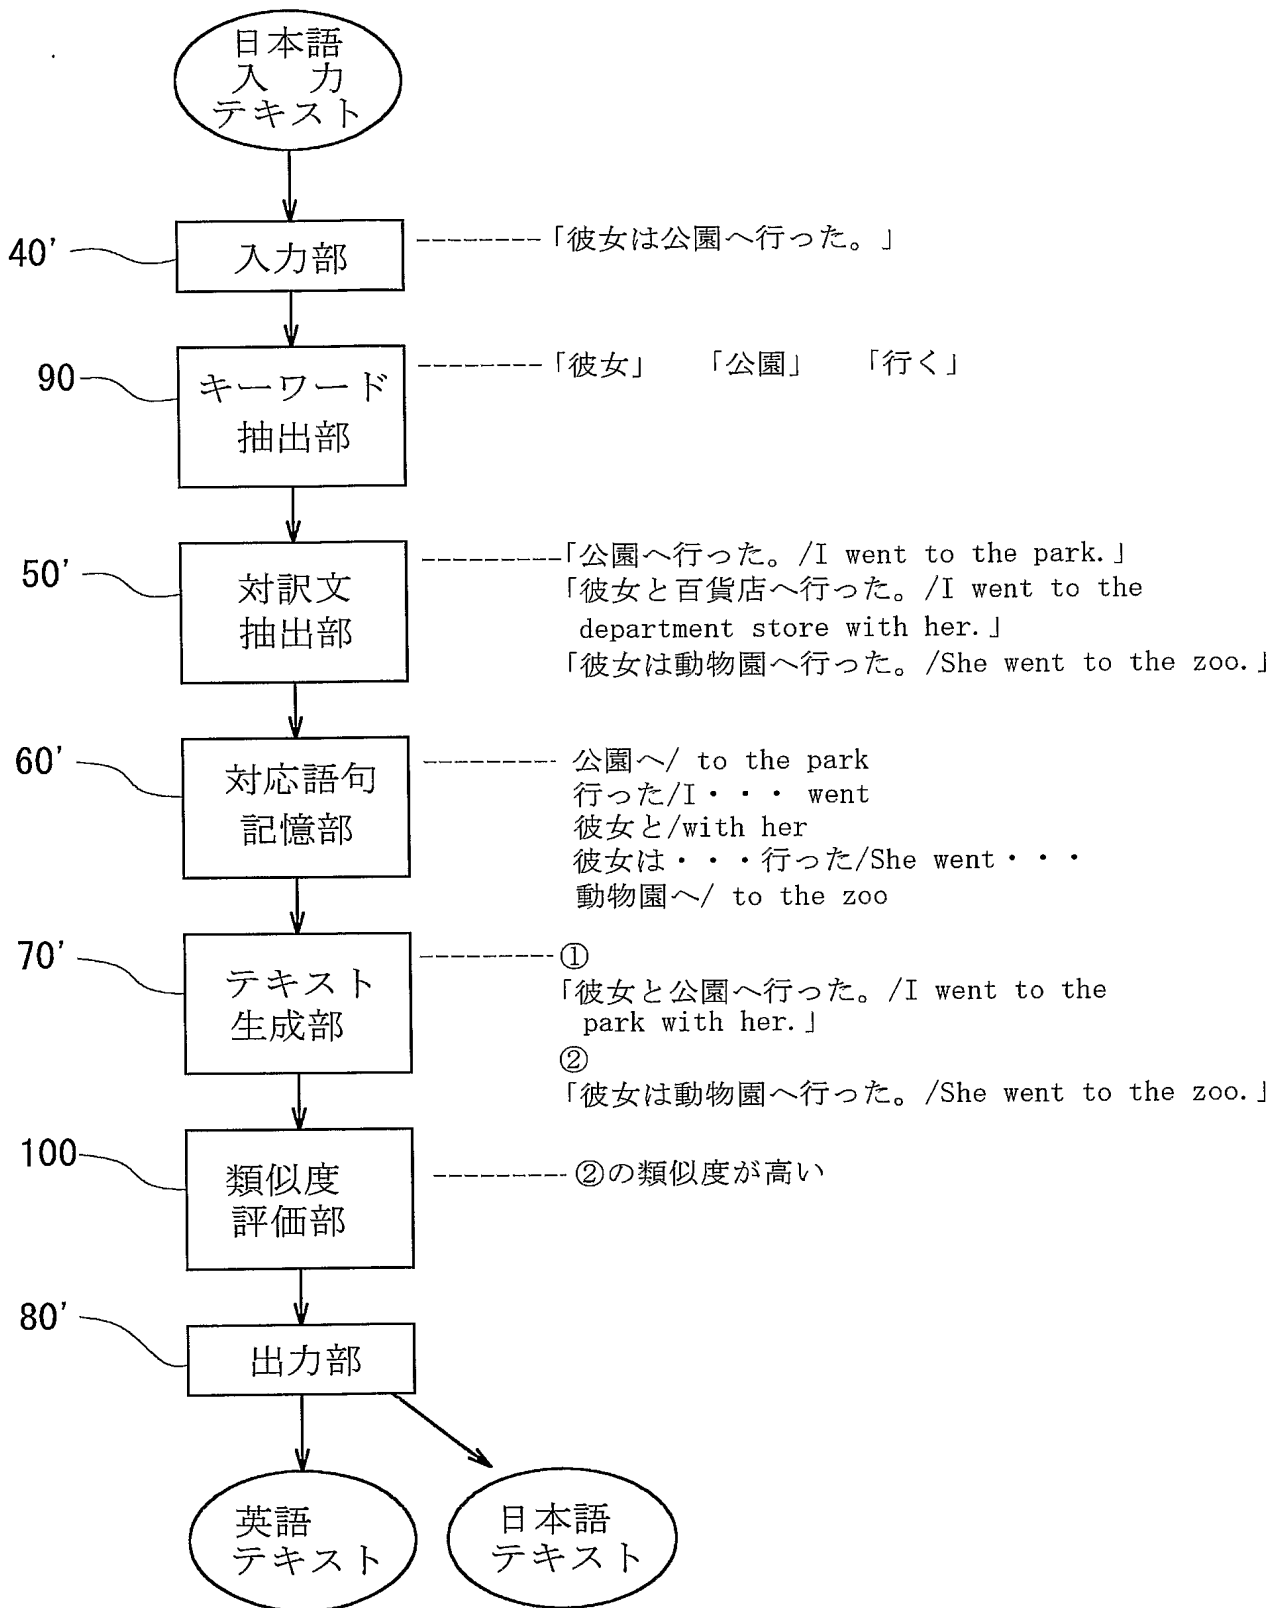 日本語
入　力
テキスト
40'
入力部
-------- 「彼女は公園へ行った。」
90
キーワード
抽出部
-------- 「彼女」　「公園」　「行く」
50'
対訳文
抽出部
---------「公園へ行った。/I went to the park.」
「彼女と百貨店へ行った。/I went to the
department store with her.」
「彼女は動物園へ行った。/She went to the zoo.」
60'
対応語句
記憶部
-------- 公園へ/ to the park
行った/I・・・ went
彼女と/with her
彼女は・・・行った/She went・・・
動物園へ/ to the zoo
70'
テキスト
生成部
-------- ①
「彼女と公園へ行った。/I went to the
park with her.」
②
「彼女は動物園へ行った。/She went to the zoo.」
100
類似度
評価部
-------- ②の類似度が高い
80'
出力部
英語
テキスト
日本語
テキスト